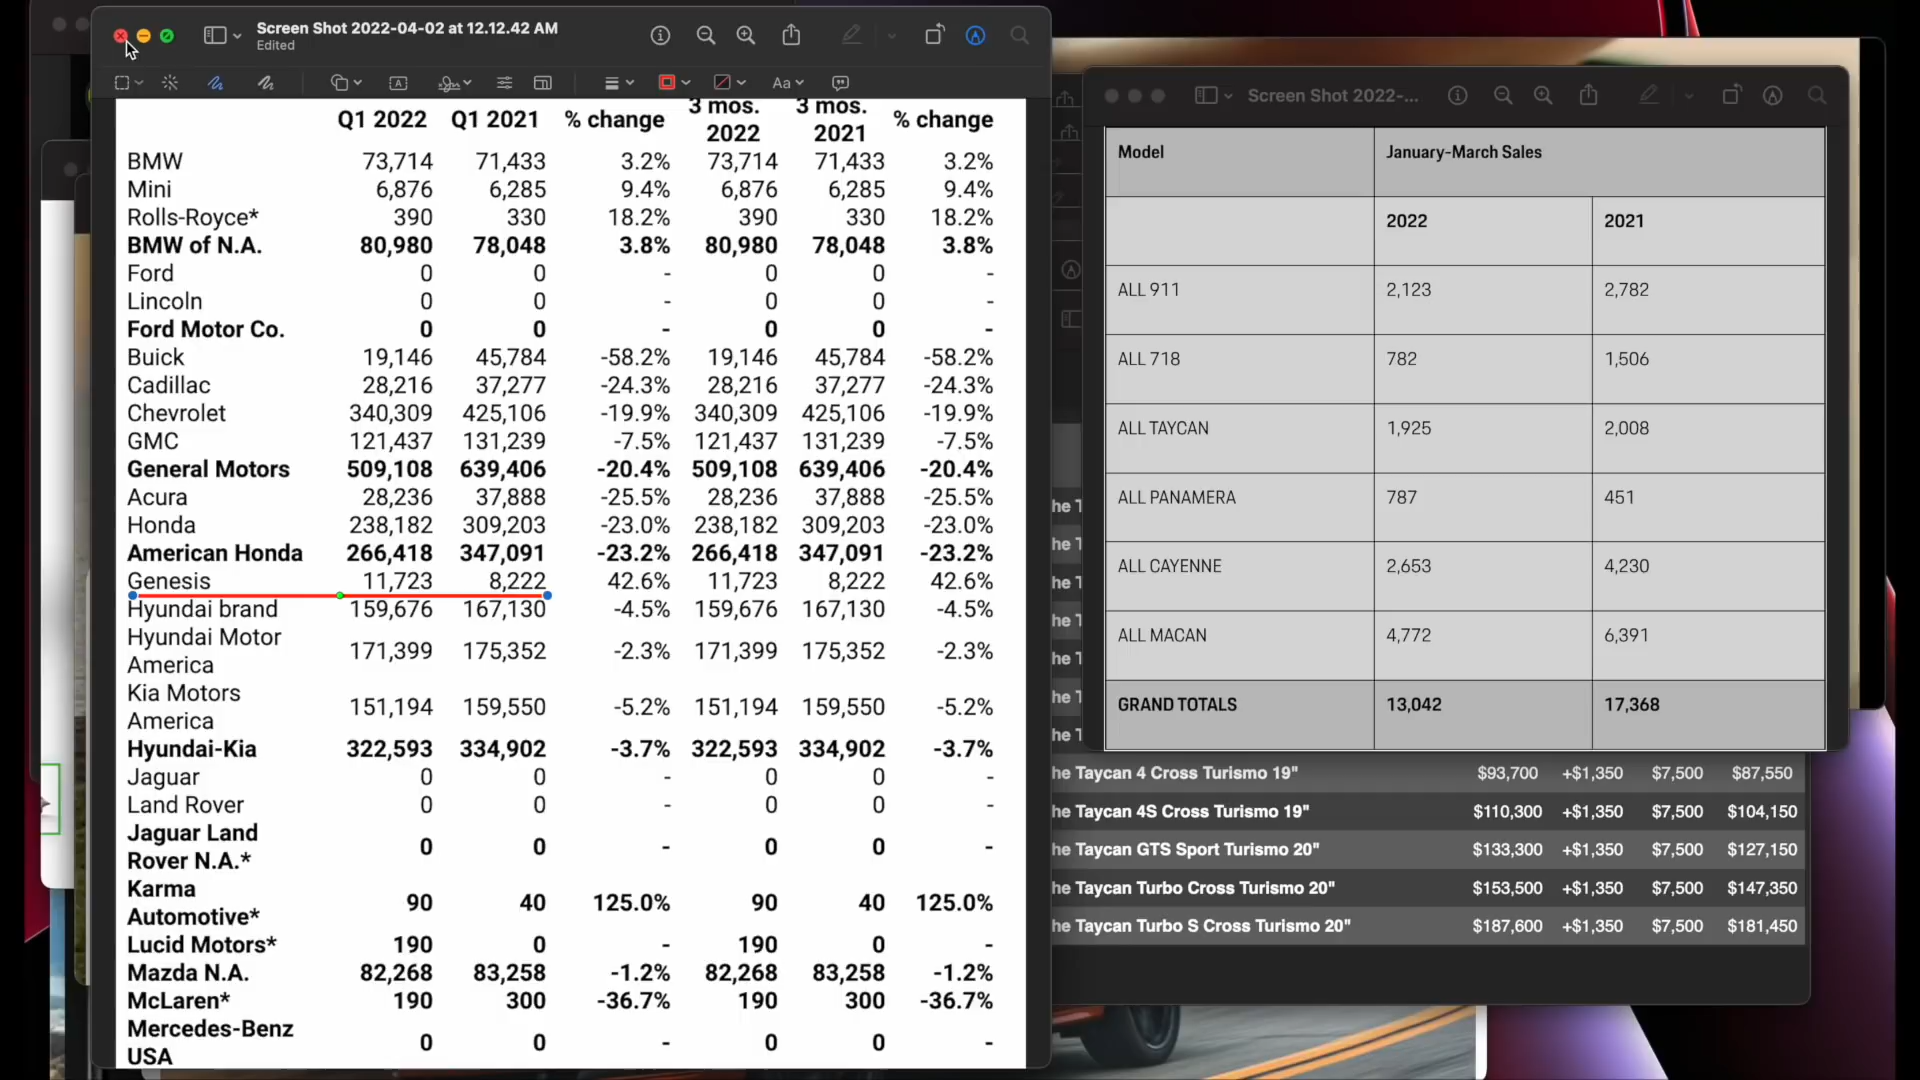 Screen Shot 2022-04-02 at 12.12.42 AM
Edited
Aa
Q1 2022 Q1 2021 % change 3 mos. 2022 3 mos. 2021 % change
BMW 73,714 71,433 3.2% 73,714 71,433 3.2%
Mini 6,876 6,285 9.4% 6,876 6,285 9.4%
Rolls-Royce* 390 330 18.2% 390 330 18.2%
BMW of N.A. 80,980 78,048 3.8% 80,980 78,048 3.8%
Ford 0 0 - 0 0 -
Lincoln 0 0 - 0 0 -
Ford Motor Co. 0 0 - 0 0 -
Buick 19,146 45,784 -58.2% 19,146 45,784 -58.2%
Cadillac 28,216 37,277 -24.3% 28,216 37,277 -24.3%
Chevrolet 340,309 425,106 -19.9% 340,309 425,106 -19.9%
GMC 121,437 131,239 -7.5% 121,437 131,239 -7.5%
General Motors 509,108 639,406 -20.4% 509,108 639,406 -20.4%
Acura 28,236 37,888 -25.5% 28,236 37,888 -25.5%
Honda 238,182 309,203 -23.0% 238,182 309,203 -23.0%
American Honda 266,418 347,091 -23.2% 266,418 347,091 -23.2%
Genesis 11,723 8,222 42.6% 11,723 8,222 42.6%
Hyundai brand 159,676 167,130 -4.5% 159,676 167,130 -4.5%
Hyundai Motor
America 171,399 175,352 -2.3% 171,399 175,352 -2.3%
Kia Motors
America 151,194 159,550 -5.2% 151,194 159,550 -5.2%
Hyundai-Kia 322,593 334,902 -3.7% 322,593 334,902 -3.7%
Jaguar 0 0 - 0 0 -
Land Rover 0 0 - 0 0 -
Jaguar Land
Rover N.A.* 0 0 - 0 0 -
Karma
Automotive* 90 40 125.0% 90 40 125.0%
Lucid Motors* 190 0 - 190 0 -
Mazda N.A. 82,268 83,258 -1.2% 82,268 83,258 -1.2%
McLaren* 190 300 -36.7% 190 300 -36.7%
Mercedes-Benz
USA 0 0 - 0 0 -
Screen Shot 2022-...
Model January-March Sales
2022 2021
ALL 911 2,123 2,782
ALL 718 782 1,506
ALL TAYCAN 1,925 2,008
ALL PANAMERA 787 451
ALL CAYENNE 2,653 4,230
ALL MACAN 4,772 6,391
GRAND TOTALS 13,042 17,368
he T
he T
he T
he T
he T
he T
he T
he Taycan 4 Cross Turismo 19" $93,700 +$1,350 $7,500 $87,550
he Taycan 4S Cross Turismo 19" $110,300 +$1,350 $7,500 $104,150
he Taycan GTS Sport Turismo 20" $133,300 +$1,350 $7,500 $127,150
he Taycan Turbo Cross Turismo 20" $153,500 +$1,350 $7,500 $147,350
he Taycan Turbo S Cross Turismo 20" $187,600 +$1,350 $7,500 $181,450